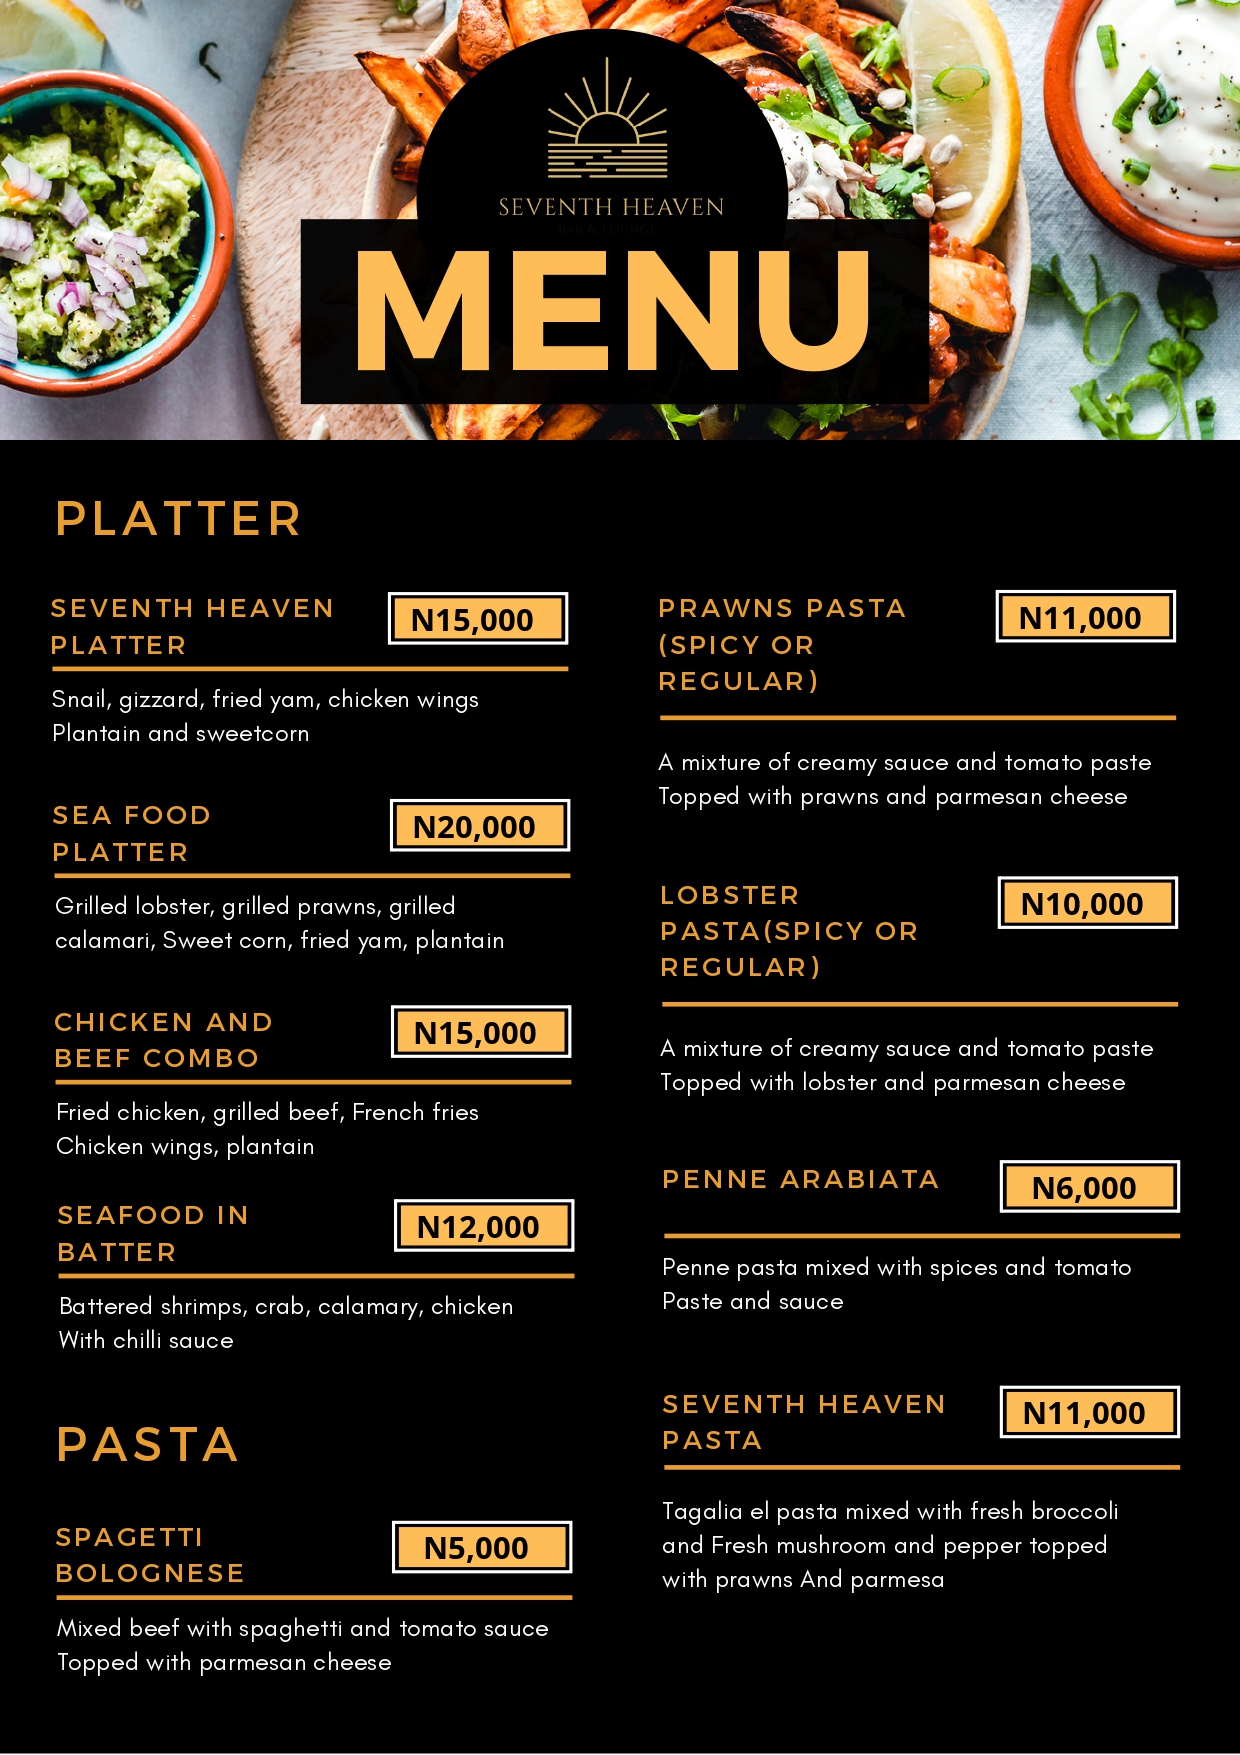 SEVENTH HEAVEN
BAR & LOUNGE
MENU
PLATTER
SEVENTH HEAVEN
PLATTER
N15,000
Snail, gizzard, fried yam, chicken wings
Plantain and sweetcorn
SEA FOOD
PLATTER
N20,000
Grilled lobster, grilled prawns, grilled
calamari, Sweet corn, fried yam, plantain
CHICKEN AND
BEEF COMBO
N15,000
Fried chicken, grilled beef, French fries
Chicken wings, plantain
SEAFOOD IN
BATTER
N12,000
Battered shrimps, crab, calamary, chicken
With chilli sauce
PASTA
SPAGETTI
BOLOGNESE
N5,000
Mixed beef with spaghetti and tomato sauce
Topped with parmesan cheese
PRAWNS PASTA
(SPICY OR
REGULAR)
N11,000
A mixture of creamy sauce and tomato paste
Topped with prawns and parmesan cheese
LOBSTER
PASTA(SPICY OR
REGULAR)
N10,000
A mixture of creamy sauce and tomato paste
Topped with lobster and parmesan cheese
PENNE ARABIATA
N6,000
Penne pasta mixed with spices and tomato
Paste and sauce
SEVENTH HEAVEN
PASTA
N11,000
Tagalia el pasta mixed with fresh broccoli
and Fresh mushroom and pepper topped
with prawns And parmesa